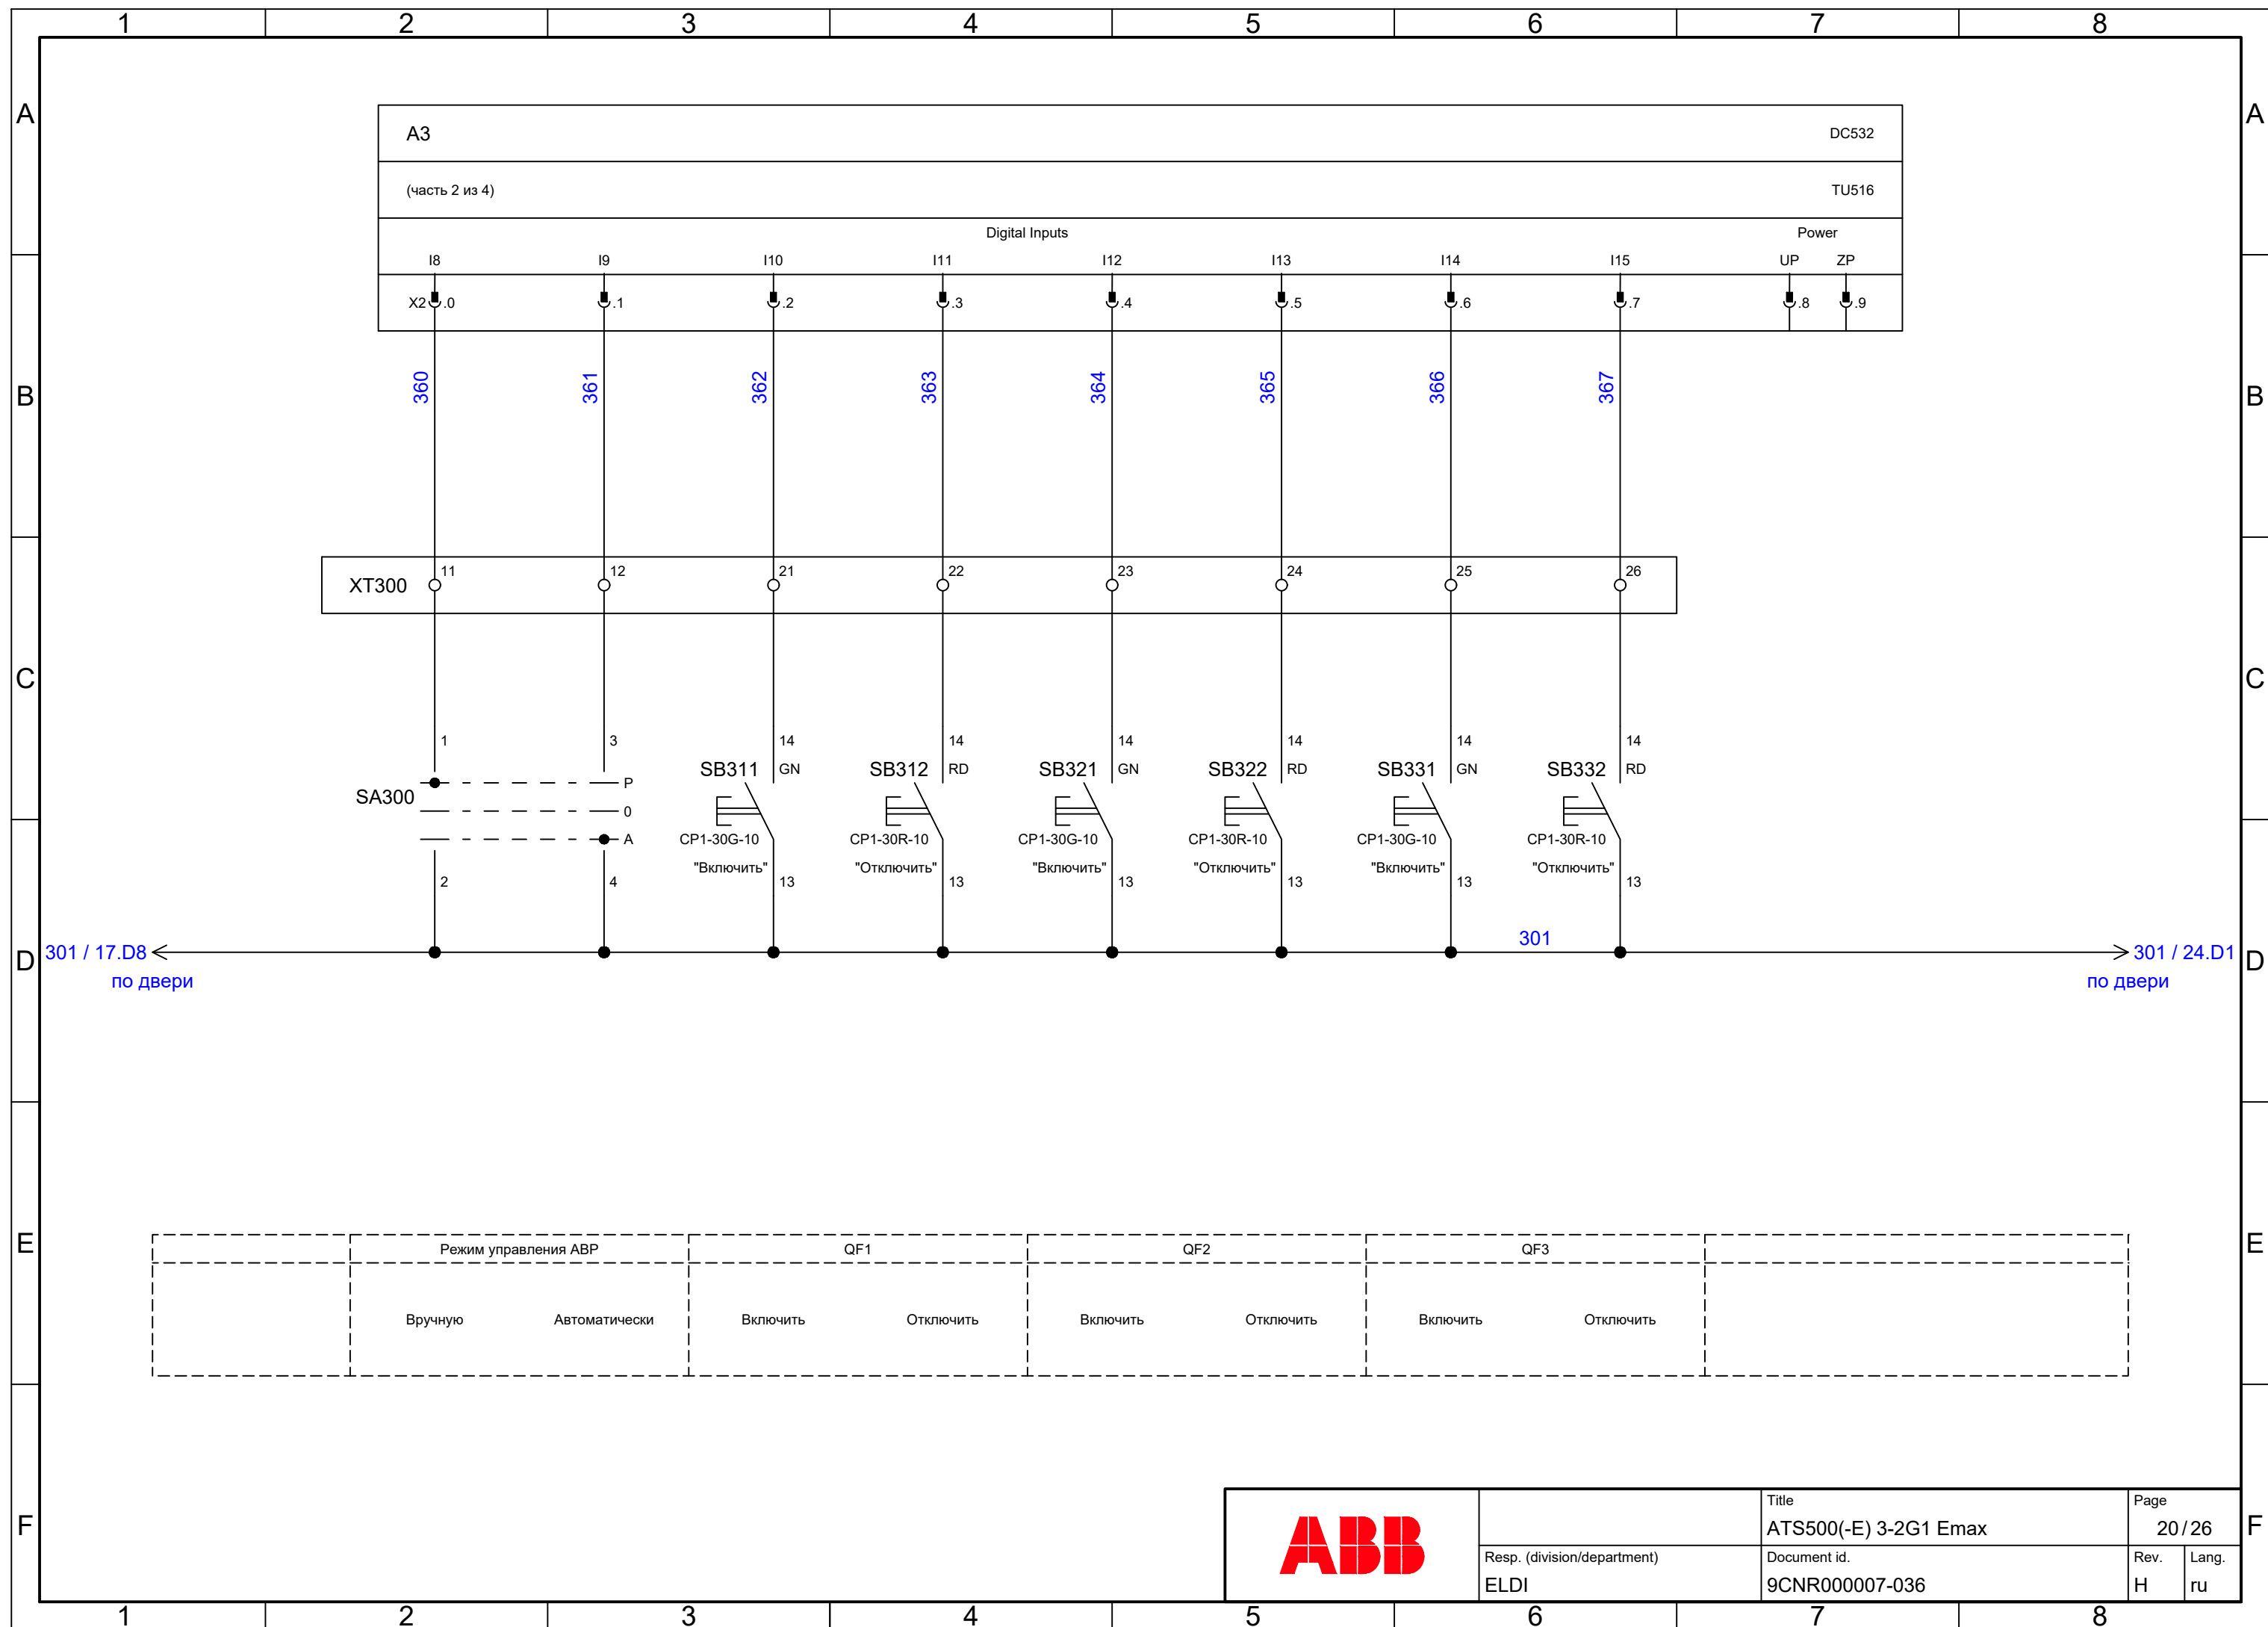 1 2 3 4 5 6 7 8
A A
A3 DC532
(часть 2 из 4) TU516
Digital Inputs Power
I8 I9 I10 I11 I12 I13 I14 I15 UP ZP
X2 .0 .1 .2 .3 .4 .5 .6 .7 .8 .9
B 360 361 362 363 364 365 366 367 B
XT300 11 12 21 22 23 24 25 26
C C
1 3 14 14 14 14 14 14
SB311 GN SB312 RD SB321 GN SB322 RD SB331 GN SB332 RD
P
SA300
0
A CP1-30G-10 CP1-30R-10 CP1-30G-10 CP1-30R-10 CP1-30G-10 CP1-30R-10
"Включить" "Отключить" "Включить" "Отключить" "Включить" "Отключить"
2 4 13 13 13 13 13 13
301
D 301 / 17.D8 301 / 24.D1 D
по двери по двери
E E
Режим управления АВР QF1 QF2 QF3
Вручную Автоматически Включить Отключить Включить Отключить Включить Отключить
F F
ABB
Title Page
ATS500(-E) 3-2G1 Emax 20/26
Resp. (division/department) Document id. Rev. Lang.
ELDI 9CNR000007-036 H ru
1 2 3 4 5 6 7 8